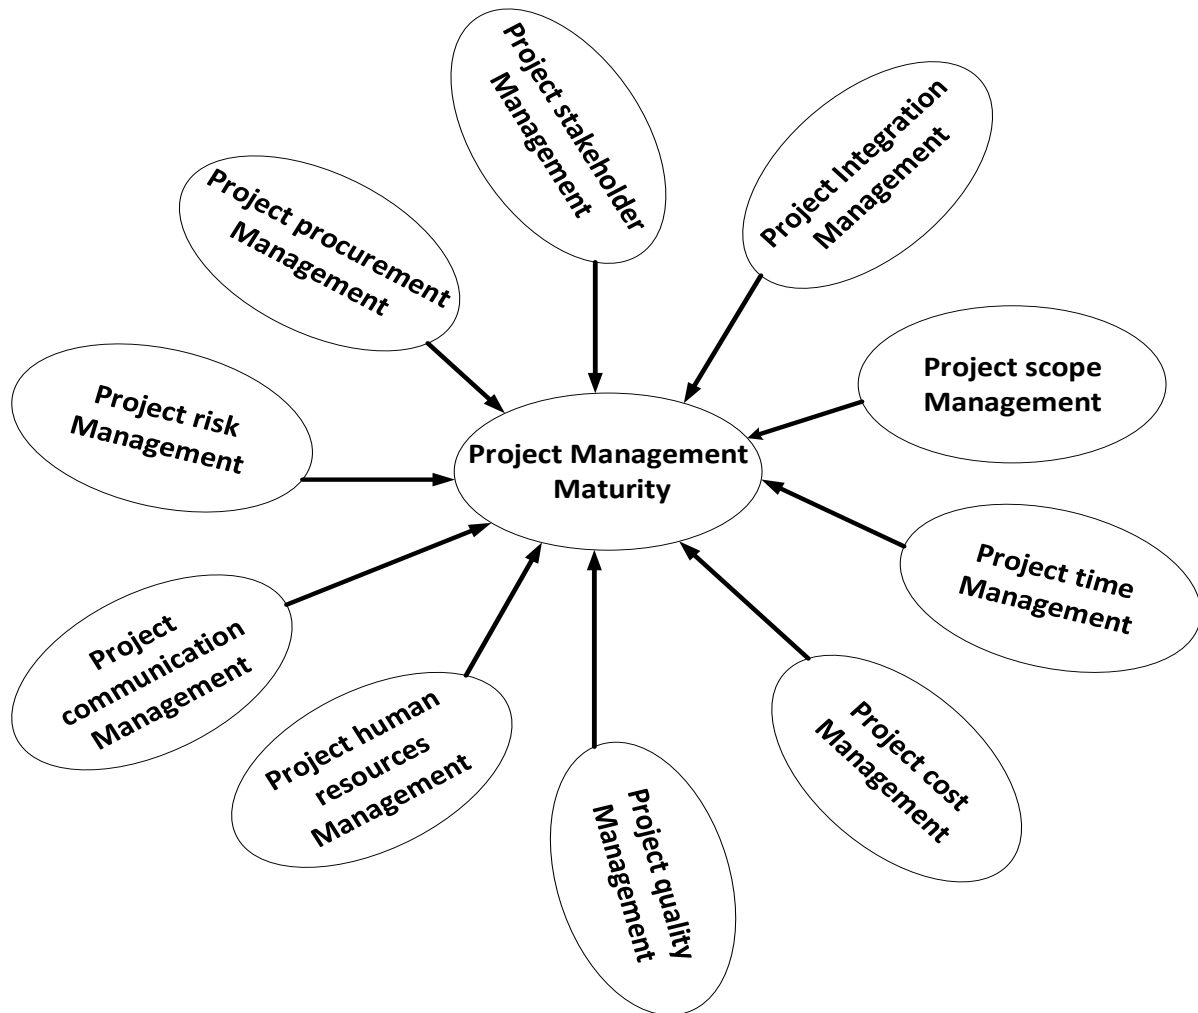 Project stakeholder
Management
Project Integration
Management
Project procurement
Management
Project scope
Management
Project risk
Management
Project Management
Maturity
Project time
Management
Project
communication
Management
Project human
resources
Management
Project cost
Management
Project quality
Management